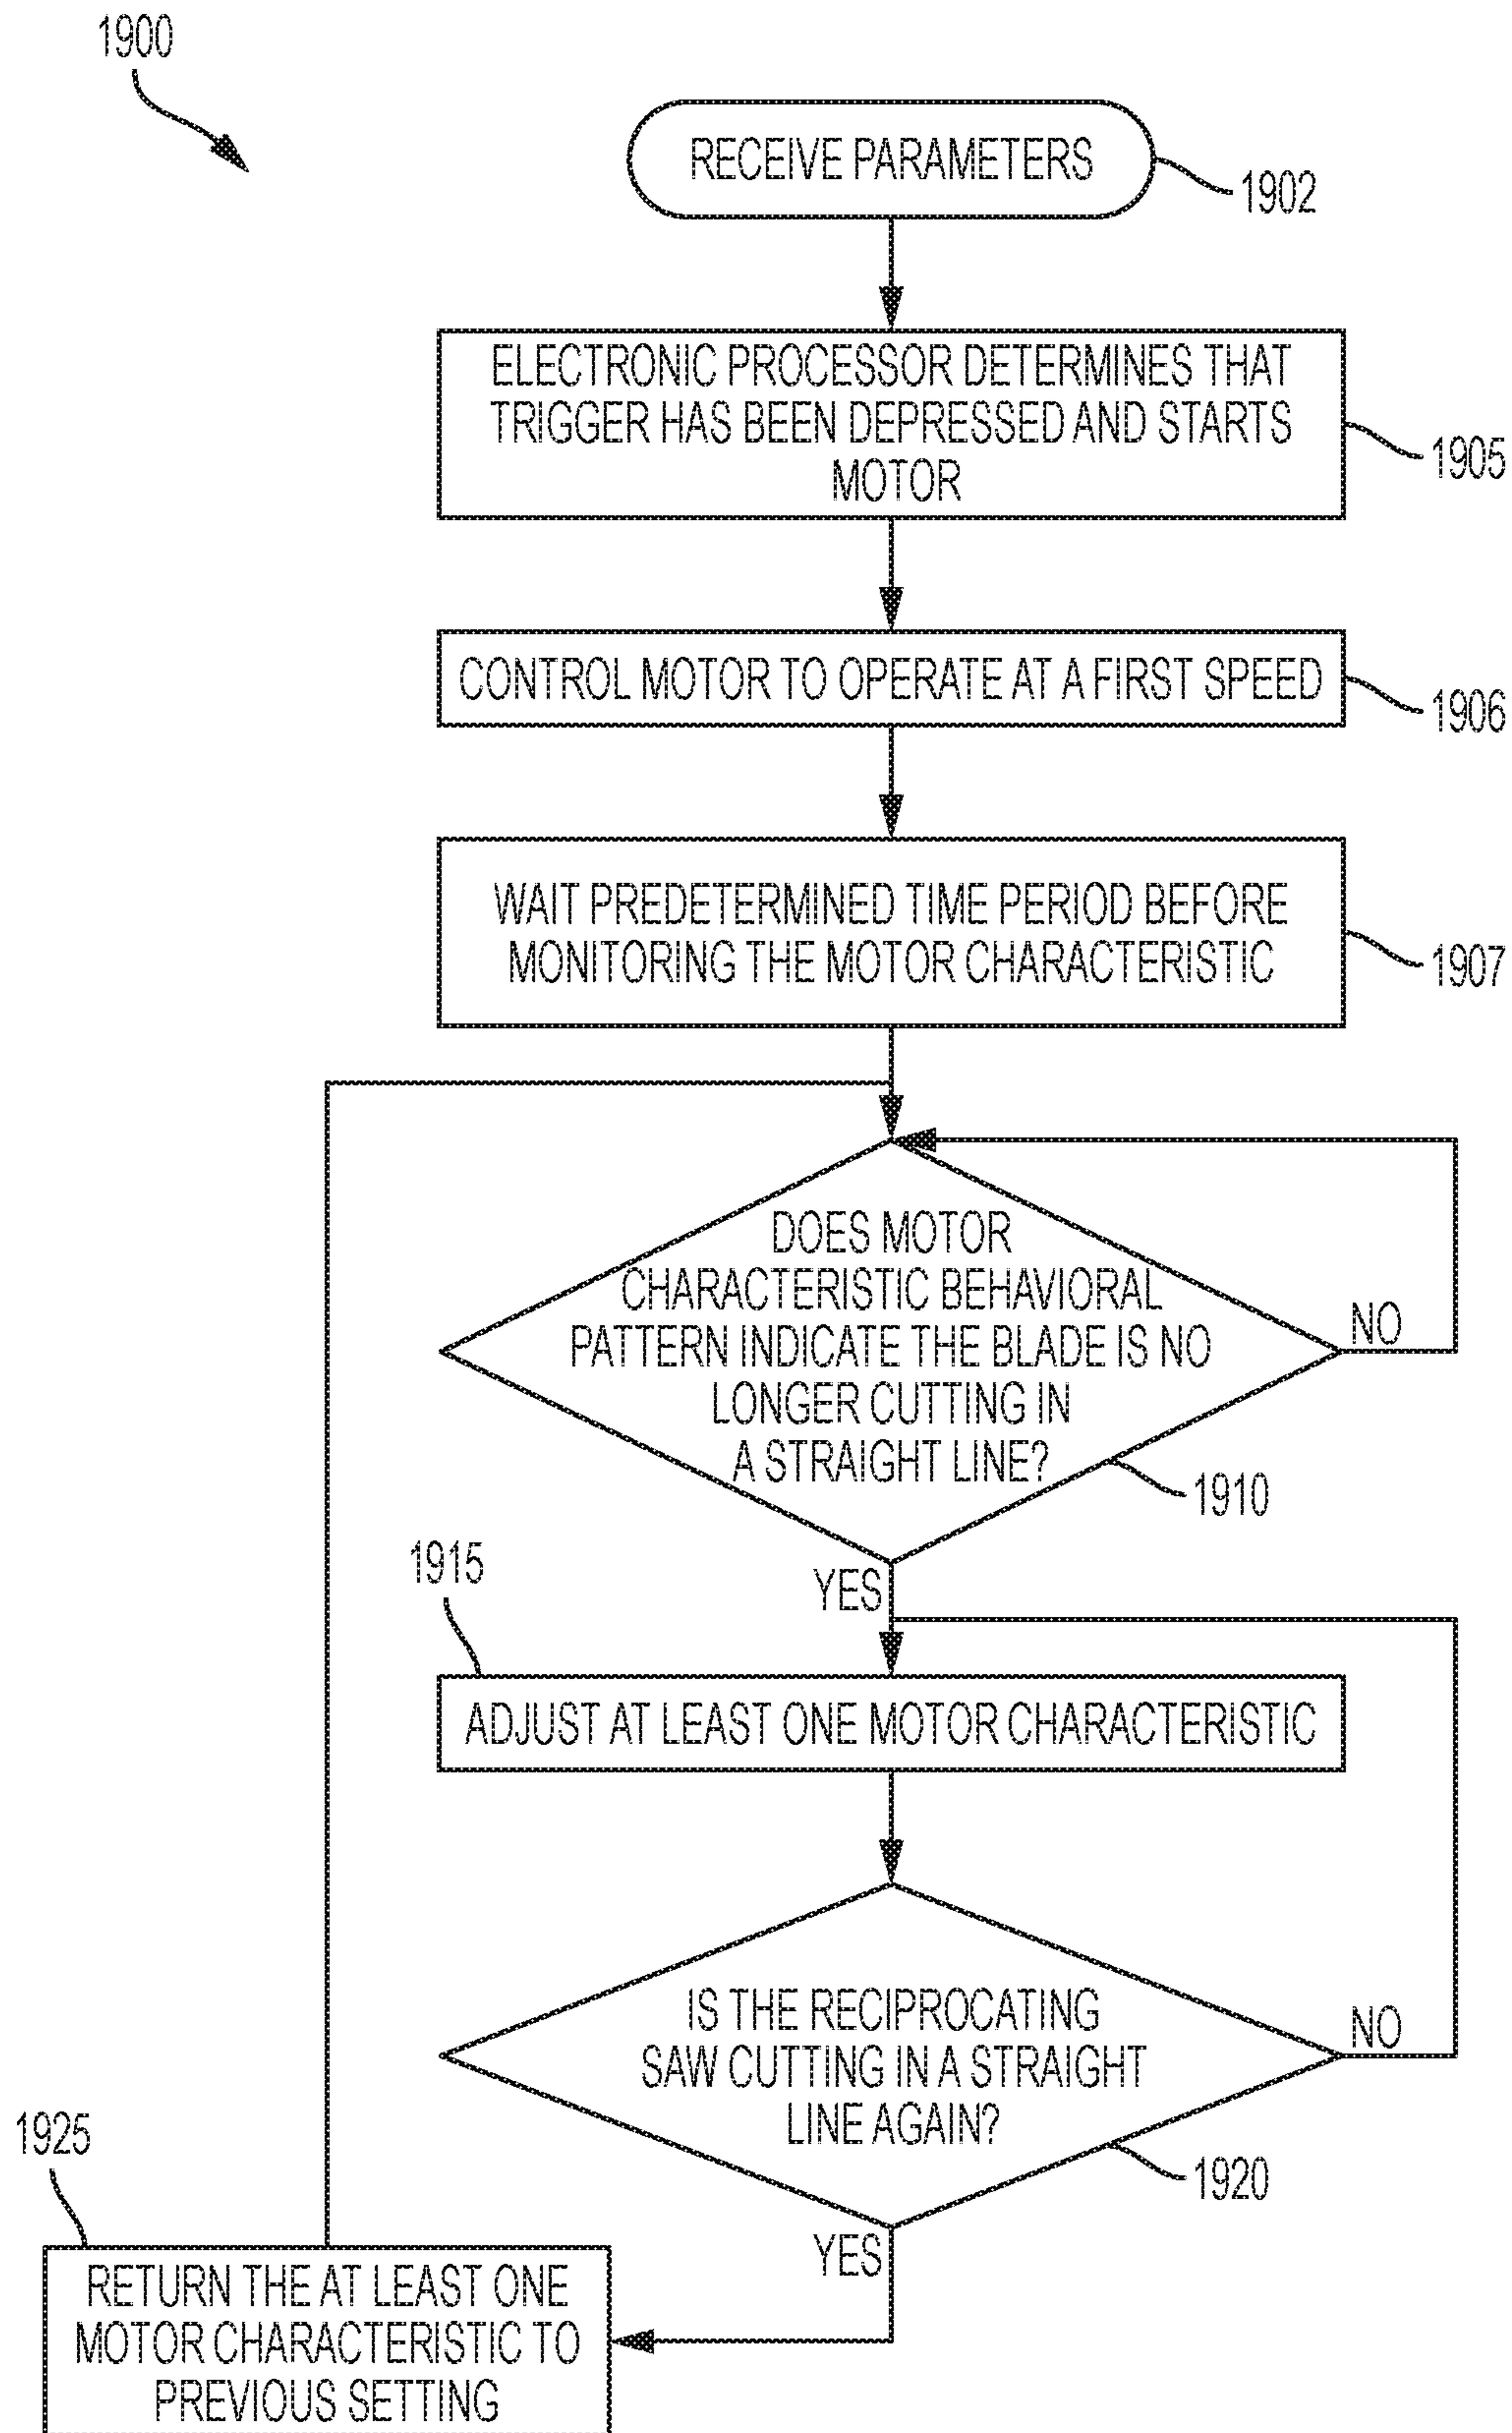 1900
RECEIVE PARAMETERS
1902
ELECTRONIC PROCESSOR DETERMINES THAT
TRIGGER HAS BEEN DEPRESSED AND STARTS
MOTOR
1905
CONTROL MOTOR TO OPERATE AT A FIRST SPEED
1906
WAIT PREDETERMINED TIME PERIOD BEFORE
MONITORING THE MOTOR CHARACTERISTIC
1907
DOES MOTOR
CHARACTERISTIC BEHAVIORAL
PATTERN INDICATE THE BLADE IS NO
LONGER CUTTING IN
A STRAIGHT LINE?
NO
1910
YES
1915
ADJUST AT LEAST ONE MOTOR CHARACTERISTIC
IS THE RECIPROCATING
SAW CUTTING IN A STRAIGHT
LINE AGAIN?
NO
1920
YES
1925
RETURN THE AT LEAST ONE
MOTOR CHARACTERISTIC TO
PREVIOUS SETTING